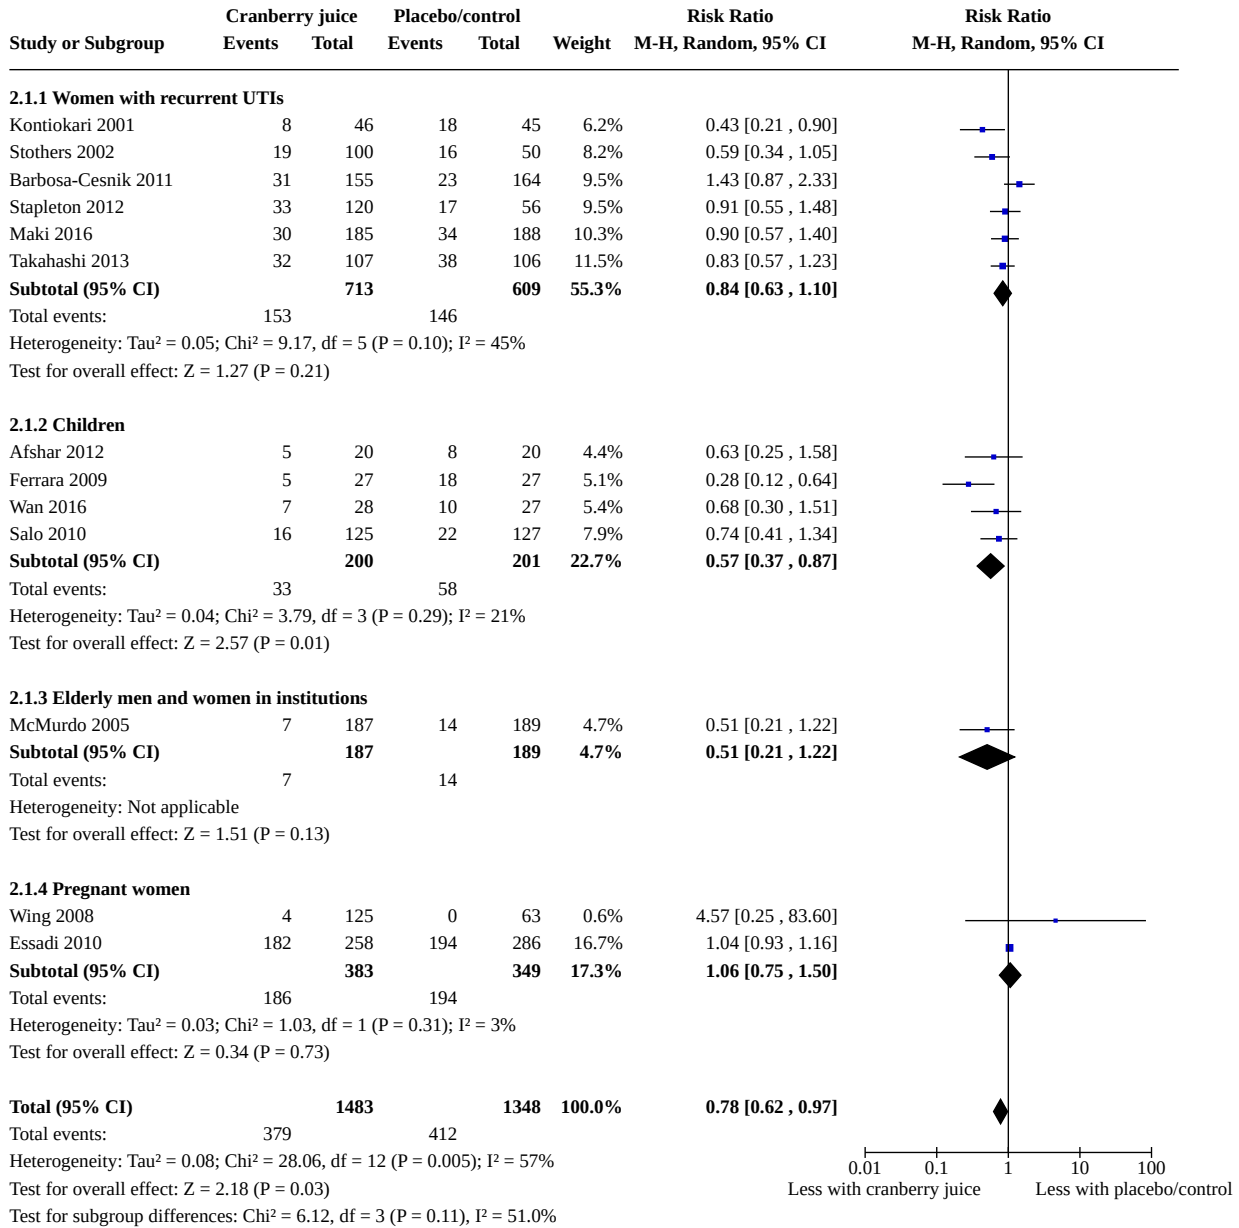 Cranberry juice Placebo/control Risk Ratio Risk Ratio
Study or Subgroup Events Total Events Total Weight M-H, Random, 95% CI M-H, Random, 95% CI
2.1.1 Women with recurrent UTIs
Kontiokari 2001 8 46 18 45 6.2% 0.43 [0.21 , 0.90]
Stothers 2002 19 100 16 50 8.2% 0.59 [0.34 , 1.05]
Barbosa-Cesnik 2011 31 155 23 164 9.5% 1.43 [0.87 , 2.33]
Stapleton 2012 33 120 17 56 9.5% 0.91 [0.55 , 1.48]
Maki 2016 30 185 34 188 10.3% 0.90 [0.57 , 1.40]
Takahashi 2013 32 107 38 106 11.5% 0.83 [0.57 , 1.23]
Subtotal (95% CI) 713 609 55.3% 0.84 [0.63 , 1.10]
Total events: 153 146
Heterogeneity: Tau² = 0.05; Chi² = 9.17, df = 5 (P = 0.10); I² = 45%
Test for overall effect: Z = 1.27 (P = 0.21)
2.1.2 Children
Afshar 2012 5 20 8 20 4.4% 0.63 [0.25 , 1.58]
Ferrara 2009 5 27 18 27 5.1% 0.28 [0.12 , 0.64]
Wan 2016 7 28 10 27 5.4% 0.68 [0.30 , 1.51]
Salo 2010 16 125 22 127 7.9% 0.74 [0.41 , 1.34]
Subtotal (95% CI) 200 201 22.7% 0.57 [0.37 , 0.87]
Total events: 33 58
Heterogeneity: Tau² = 0.04; Chi² = 3.79, df = 3 (P = 0.29); I² = 21%
Test for overall effect: Z = 2.57 (P = 0.01)
2.1.3 Elderly men and women in institutions
McMurdo 2005 7 187 14 189 4.7% 0.51 [0.21 , 1.22]
Subtotal (95% CI) 187 189 4.7% 0.51 [0.21 , 1.22]
Total events: 7 14
Heterogeneity: Not applicable
Test for overall effect: Z = 1.51 (P = 0.13)
2.1.4 Pregnant women
Wing 2008 4 125 0 63 0.6% 4.57 [0.25 , 83.60]
Essadi 2010 182 258 194 286 16.7% 1.04 [0.93 , 1.16]
Subtotal (95% CI) 383 349 17.3% 1.06 [0.75 , 1.50]
Total events: 186 194
Heterogeneity: Tau² = 0.03; Chi² = 1.03, df = 1 (P = 0.31); I² = 3%
Test for overall effect: Z = 0.34 (P = 0.73)
Total (95% CI) 1483 1348 100.0% 0.78 [0.62 , 0.97]
Total events: 379 412
Heterogeneity: Tau² = 0.08; Chi² = 28.06, df = 12 (P = 0.005); I² = 57%
0.01 0.1 1 10 100
Test for overall effect: Z = 2.18 (P = 0.03) Less with cranberry juice Less with placebo/control
Test for subgroup differences: Chi² = 6.12, df = 3 (P = 0.11), I² = 51.0%